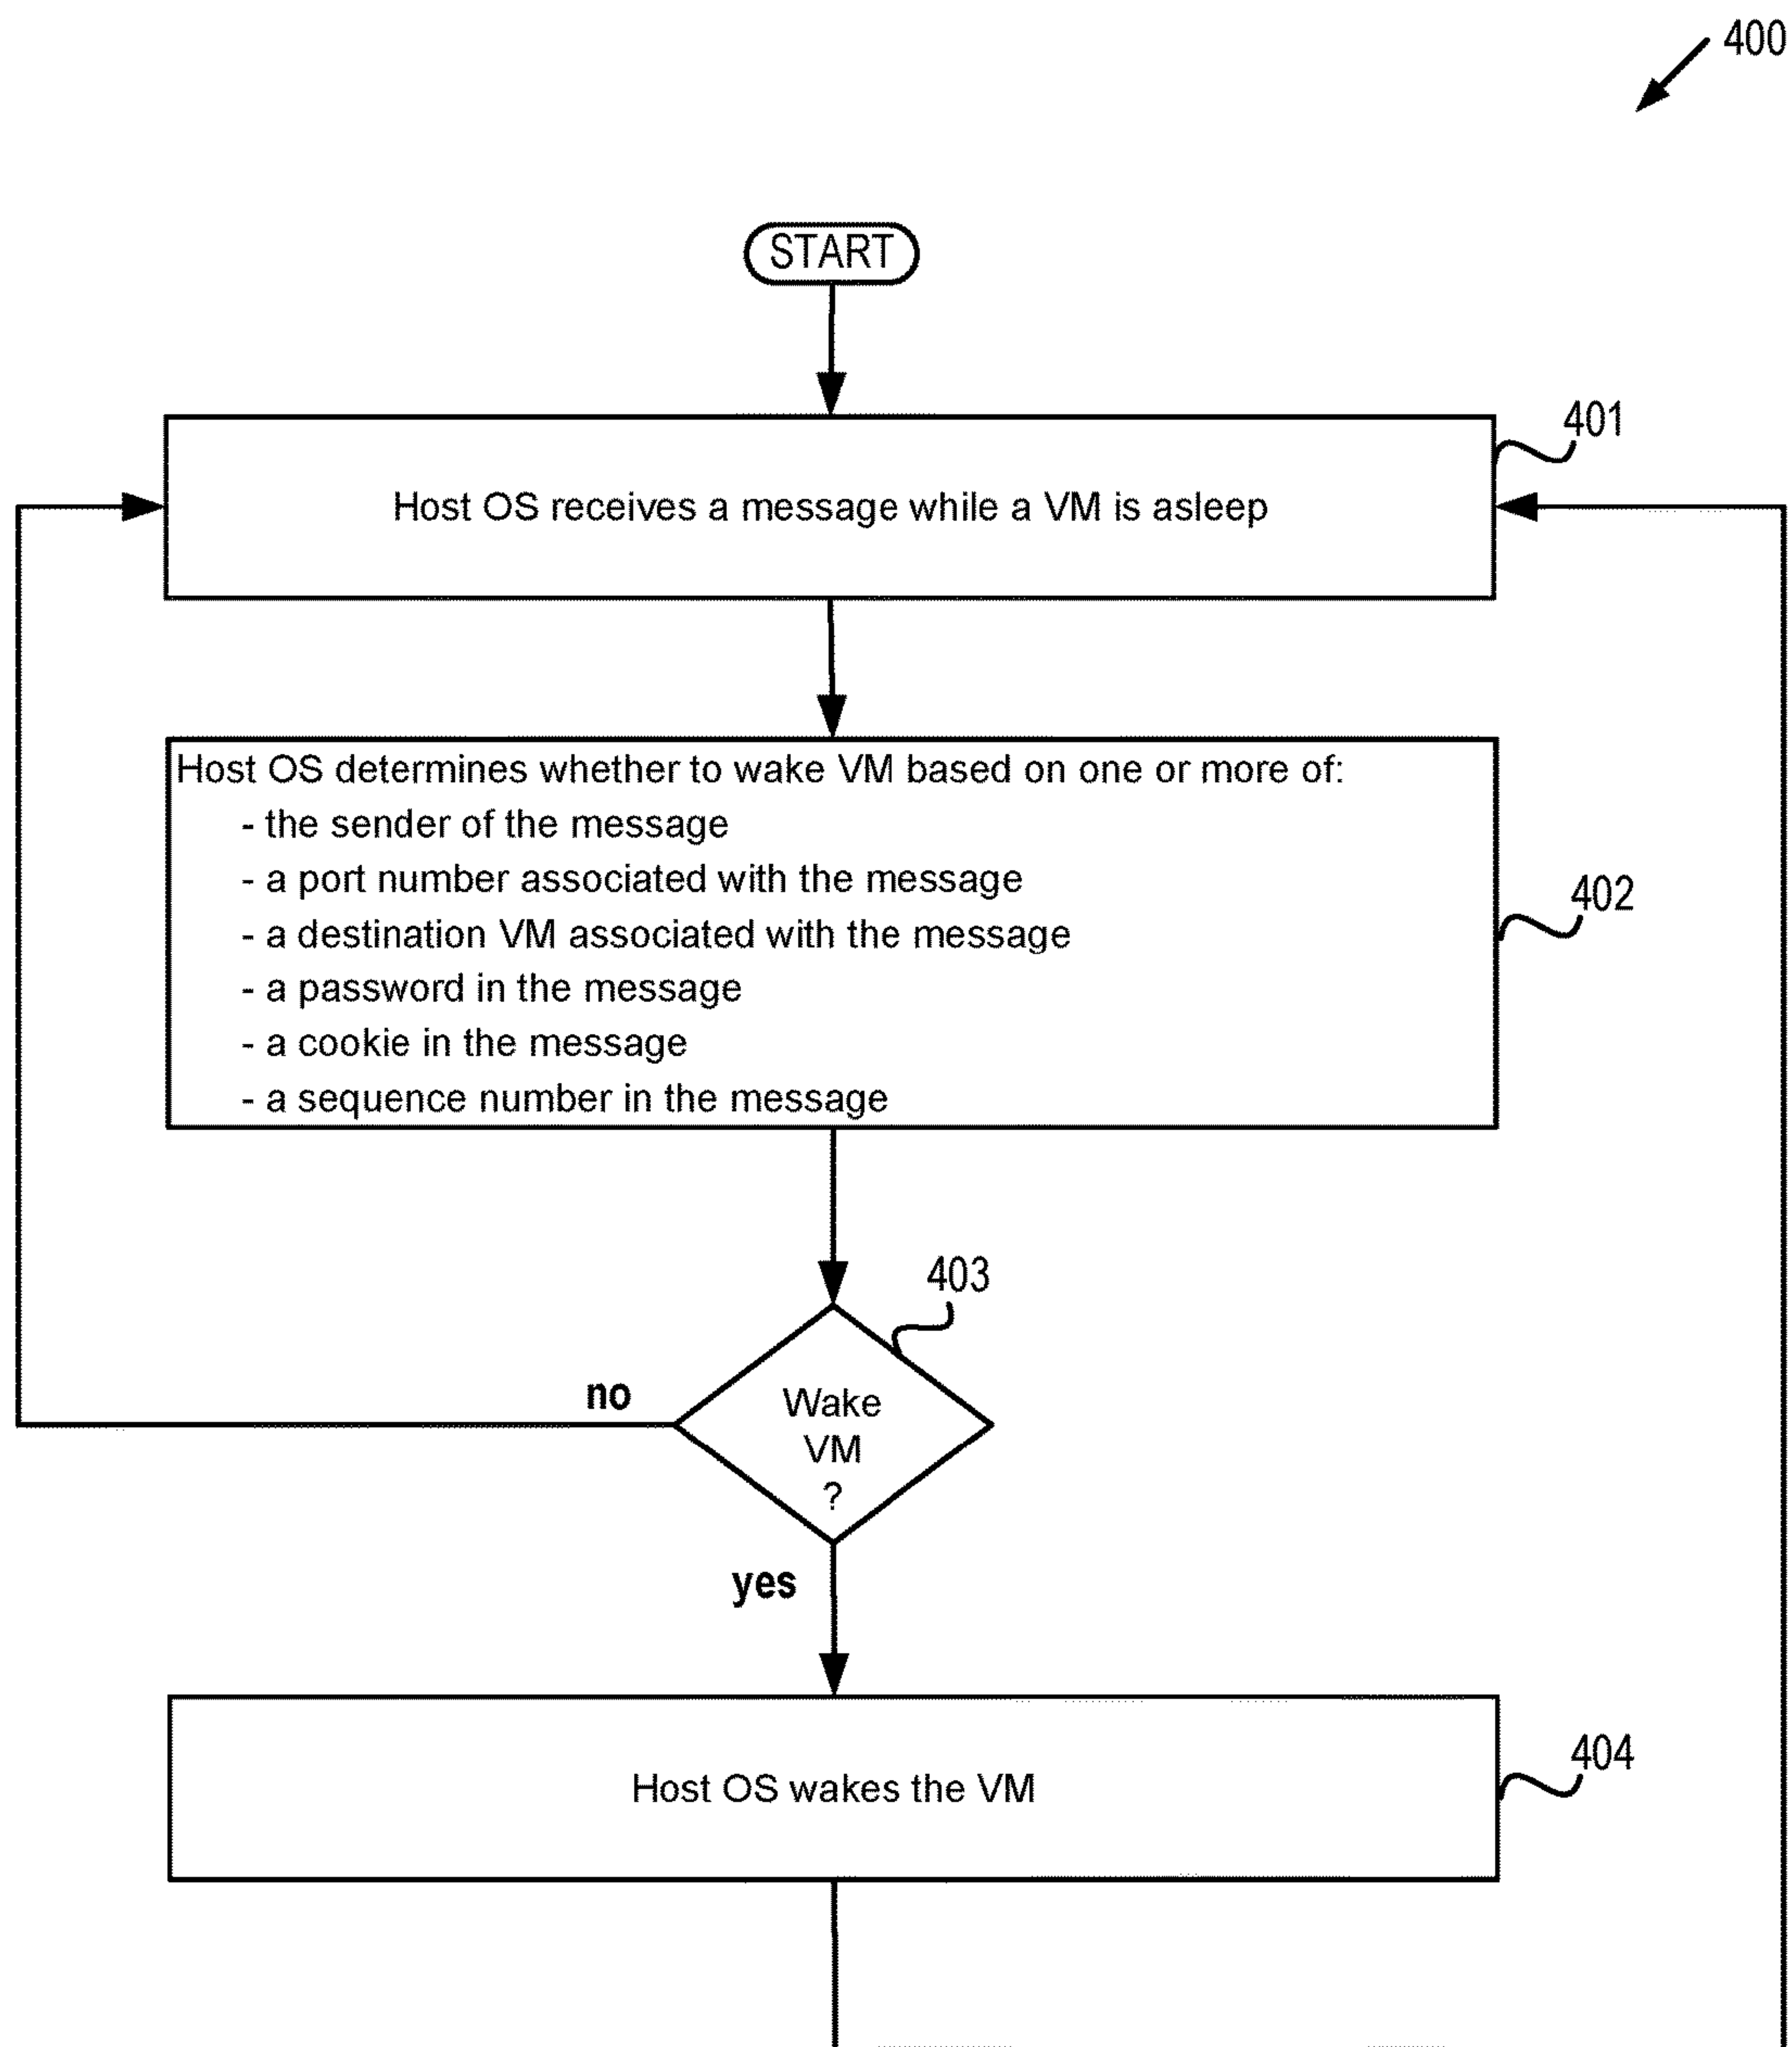 400
START
401
Host OS receives a message while a VM is asleep
Host OS determines whether to wake VM based on one or more of:
- the sender of the message
- a port number associated with the message
402
- a destination VM associated with the message
- a password in the message
- a cookie in the message
- a sequence number in the message
403
no
Wake
VM
?
yes
404
Host OS wakes the VM